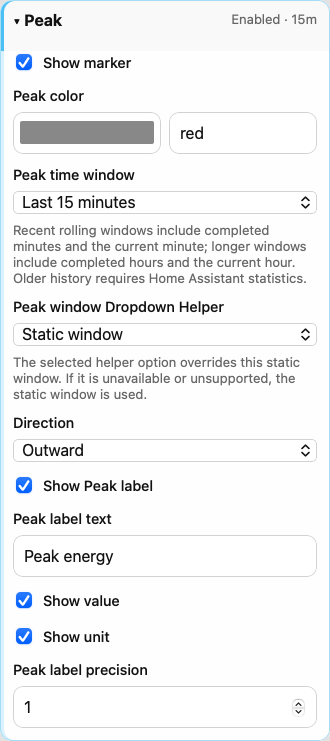 ▾ Peak
Enabled · 15m
Show marker
Peak color
red
Peak time window
Last 15 minutes
Recent rolling windows include completed
minutes and the current minute; longer windows
include completed hours and the current hour.
Older history requires Home Assistant statistics.
Peak window Dropdown Helper
Static window
The selected helper option overrides this static
window. If it is unavailable or unsupported, the
static window is used.
Direction
Outward
Show Peak label
Peak label text
Peak energy
Show value
Show unit
Peak label precision
1